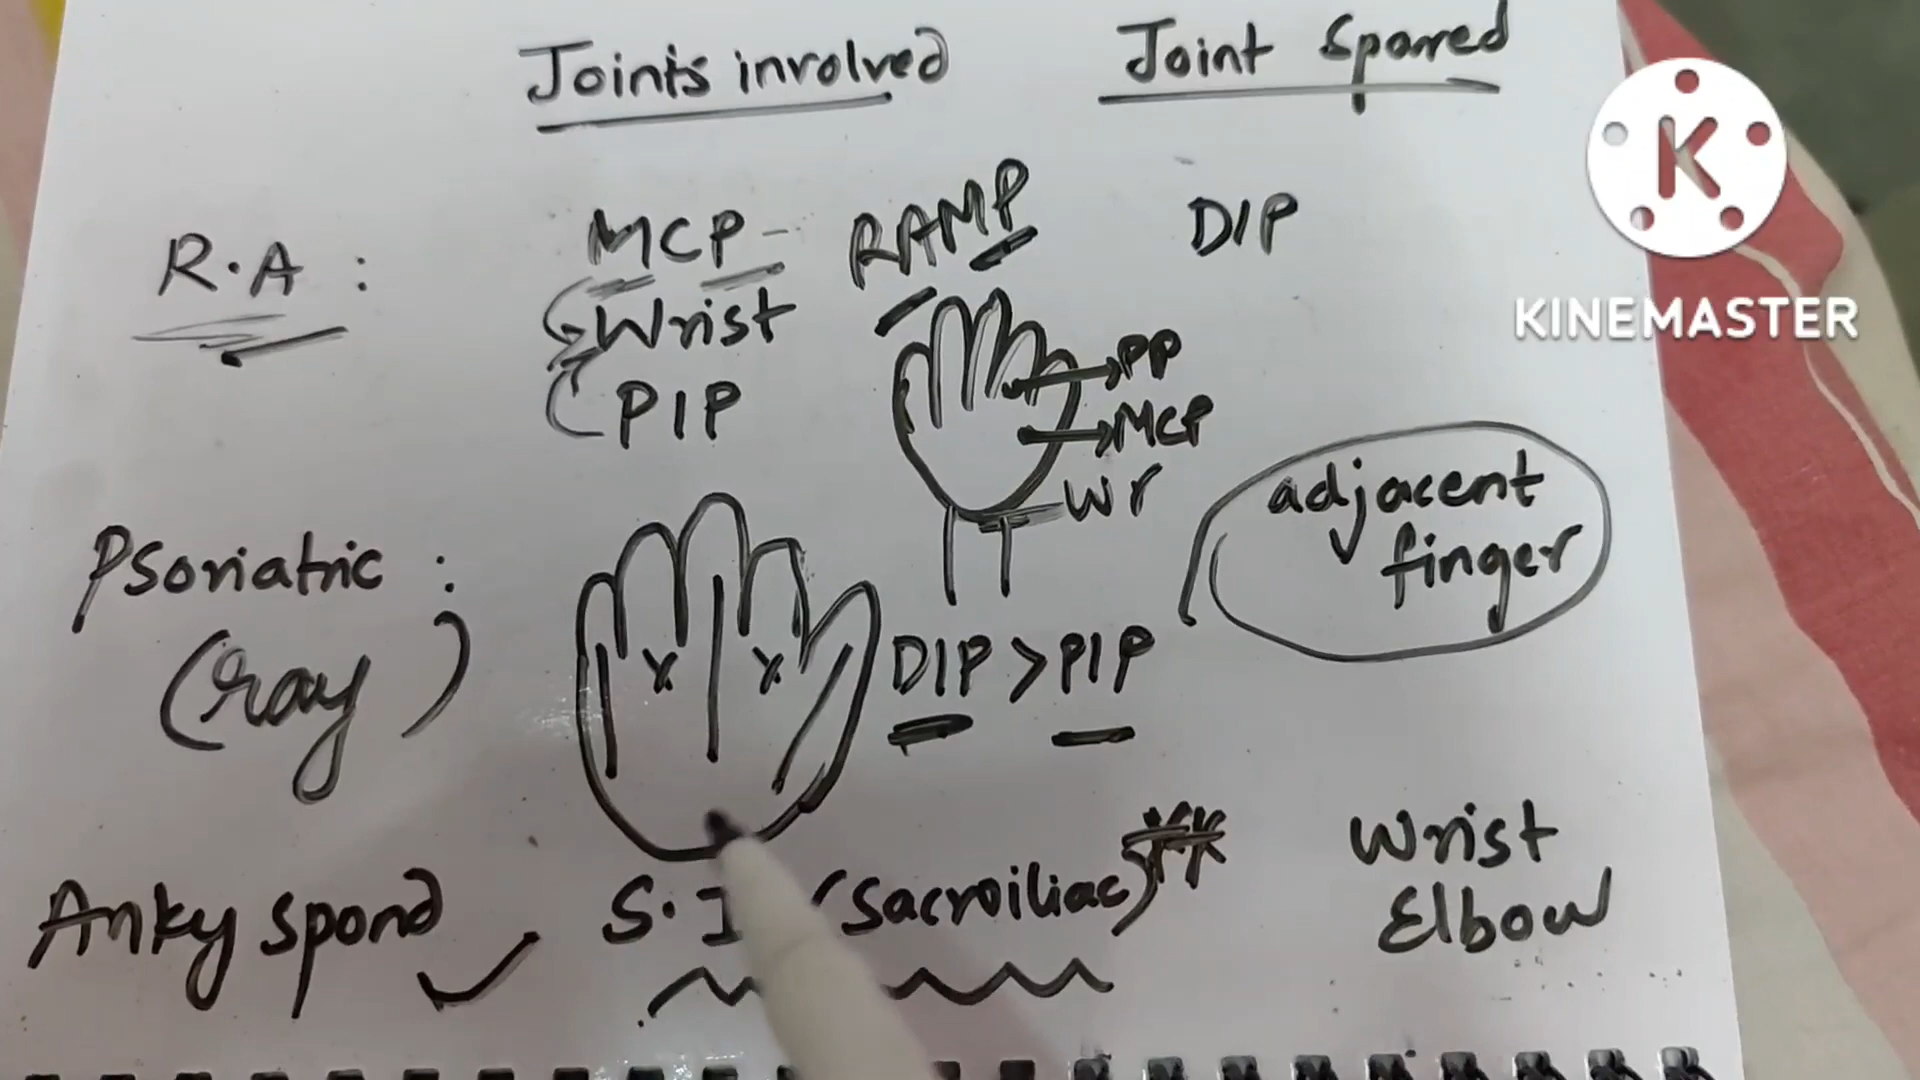 Joints involved Joint Spared
R.A : MCP - RAMP DIP
Wrist
PIP
PP
MCP
Wr
adjacent
finger
Psoriatric :
(ray)
x x DIP > PIP
Anky spond S.I (Sacroiliac)**
Wrist
Elbow
K
KINEMASTER